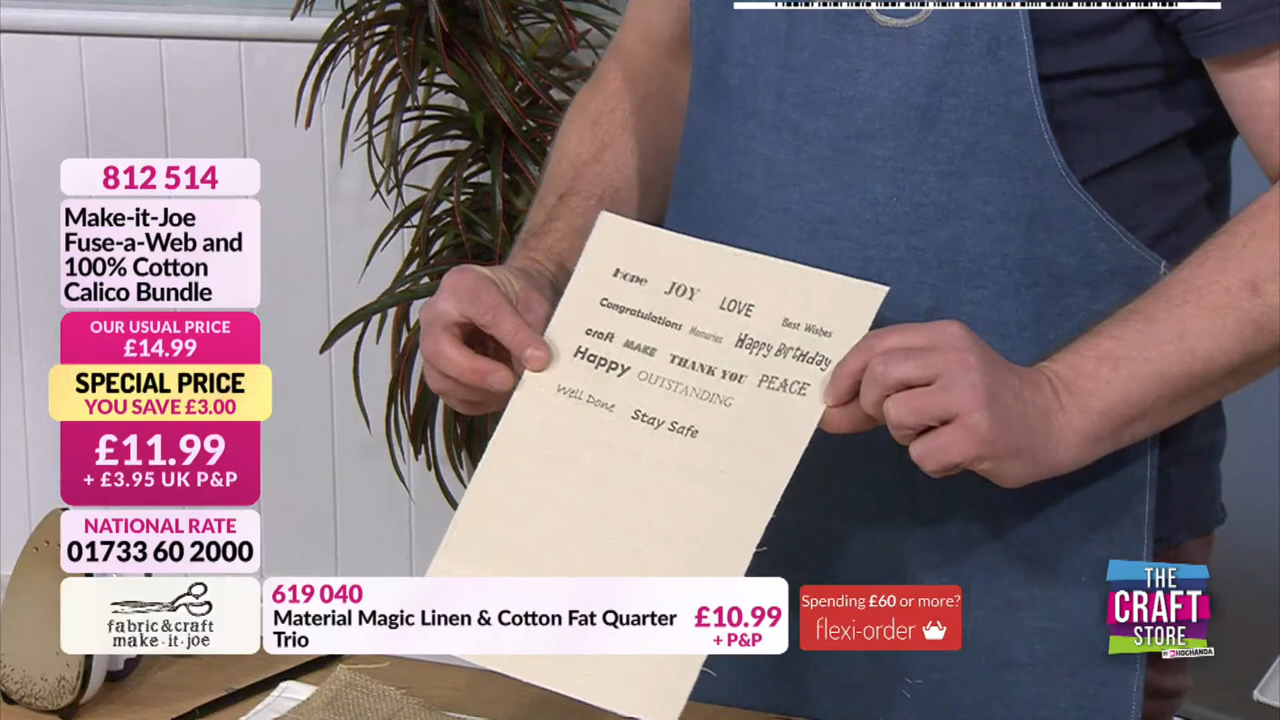 812 514
Make-it-Joe
Fuse-a-Web and
100% Cotton
Calico Bundle
OUR USUAL PRICE
£14.99
SPECIAL PRICE
YOU SAVE £3.00
£11.99
+ £3.95 UK P&P
NATIONAL RATE
01733 60 2000
fabric & craft
make · it · joe
619 040
Material Magic Linen & Cotton Fat Quarter
Trio
£10.99
+ P&P
Spending £60 or more?
flexi-order
THE
CRAFT
STORE
BY HOCHANDA
Hope JOY LOVE Best Wishes
Congratulations Memories Happy Birthday
craft MAKE THANK YOU PEACE
Happy OUTSTANDING
Well Done Stay Safe